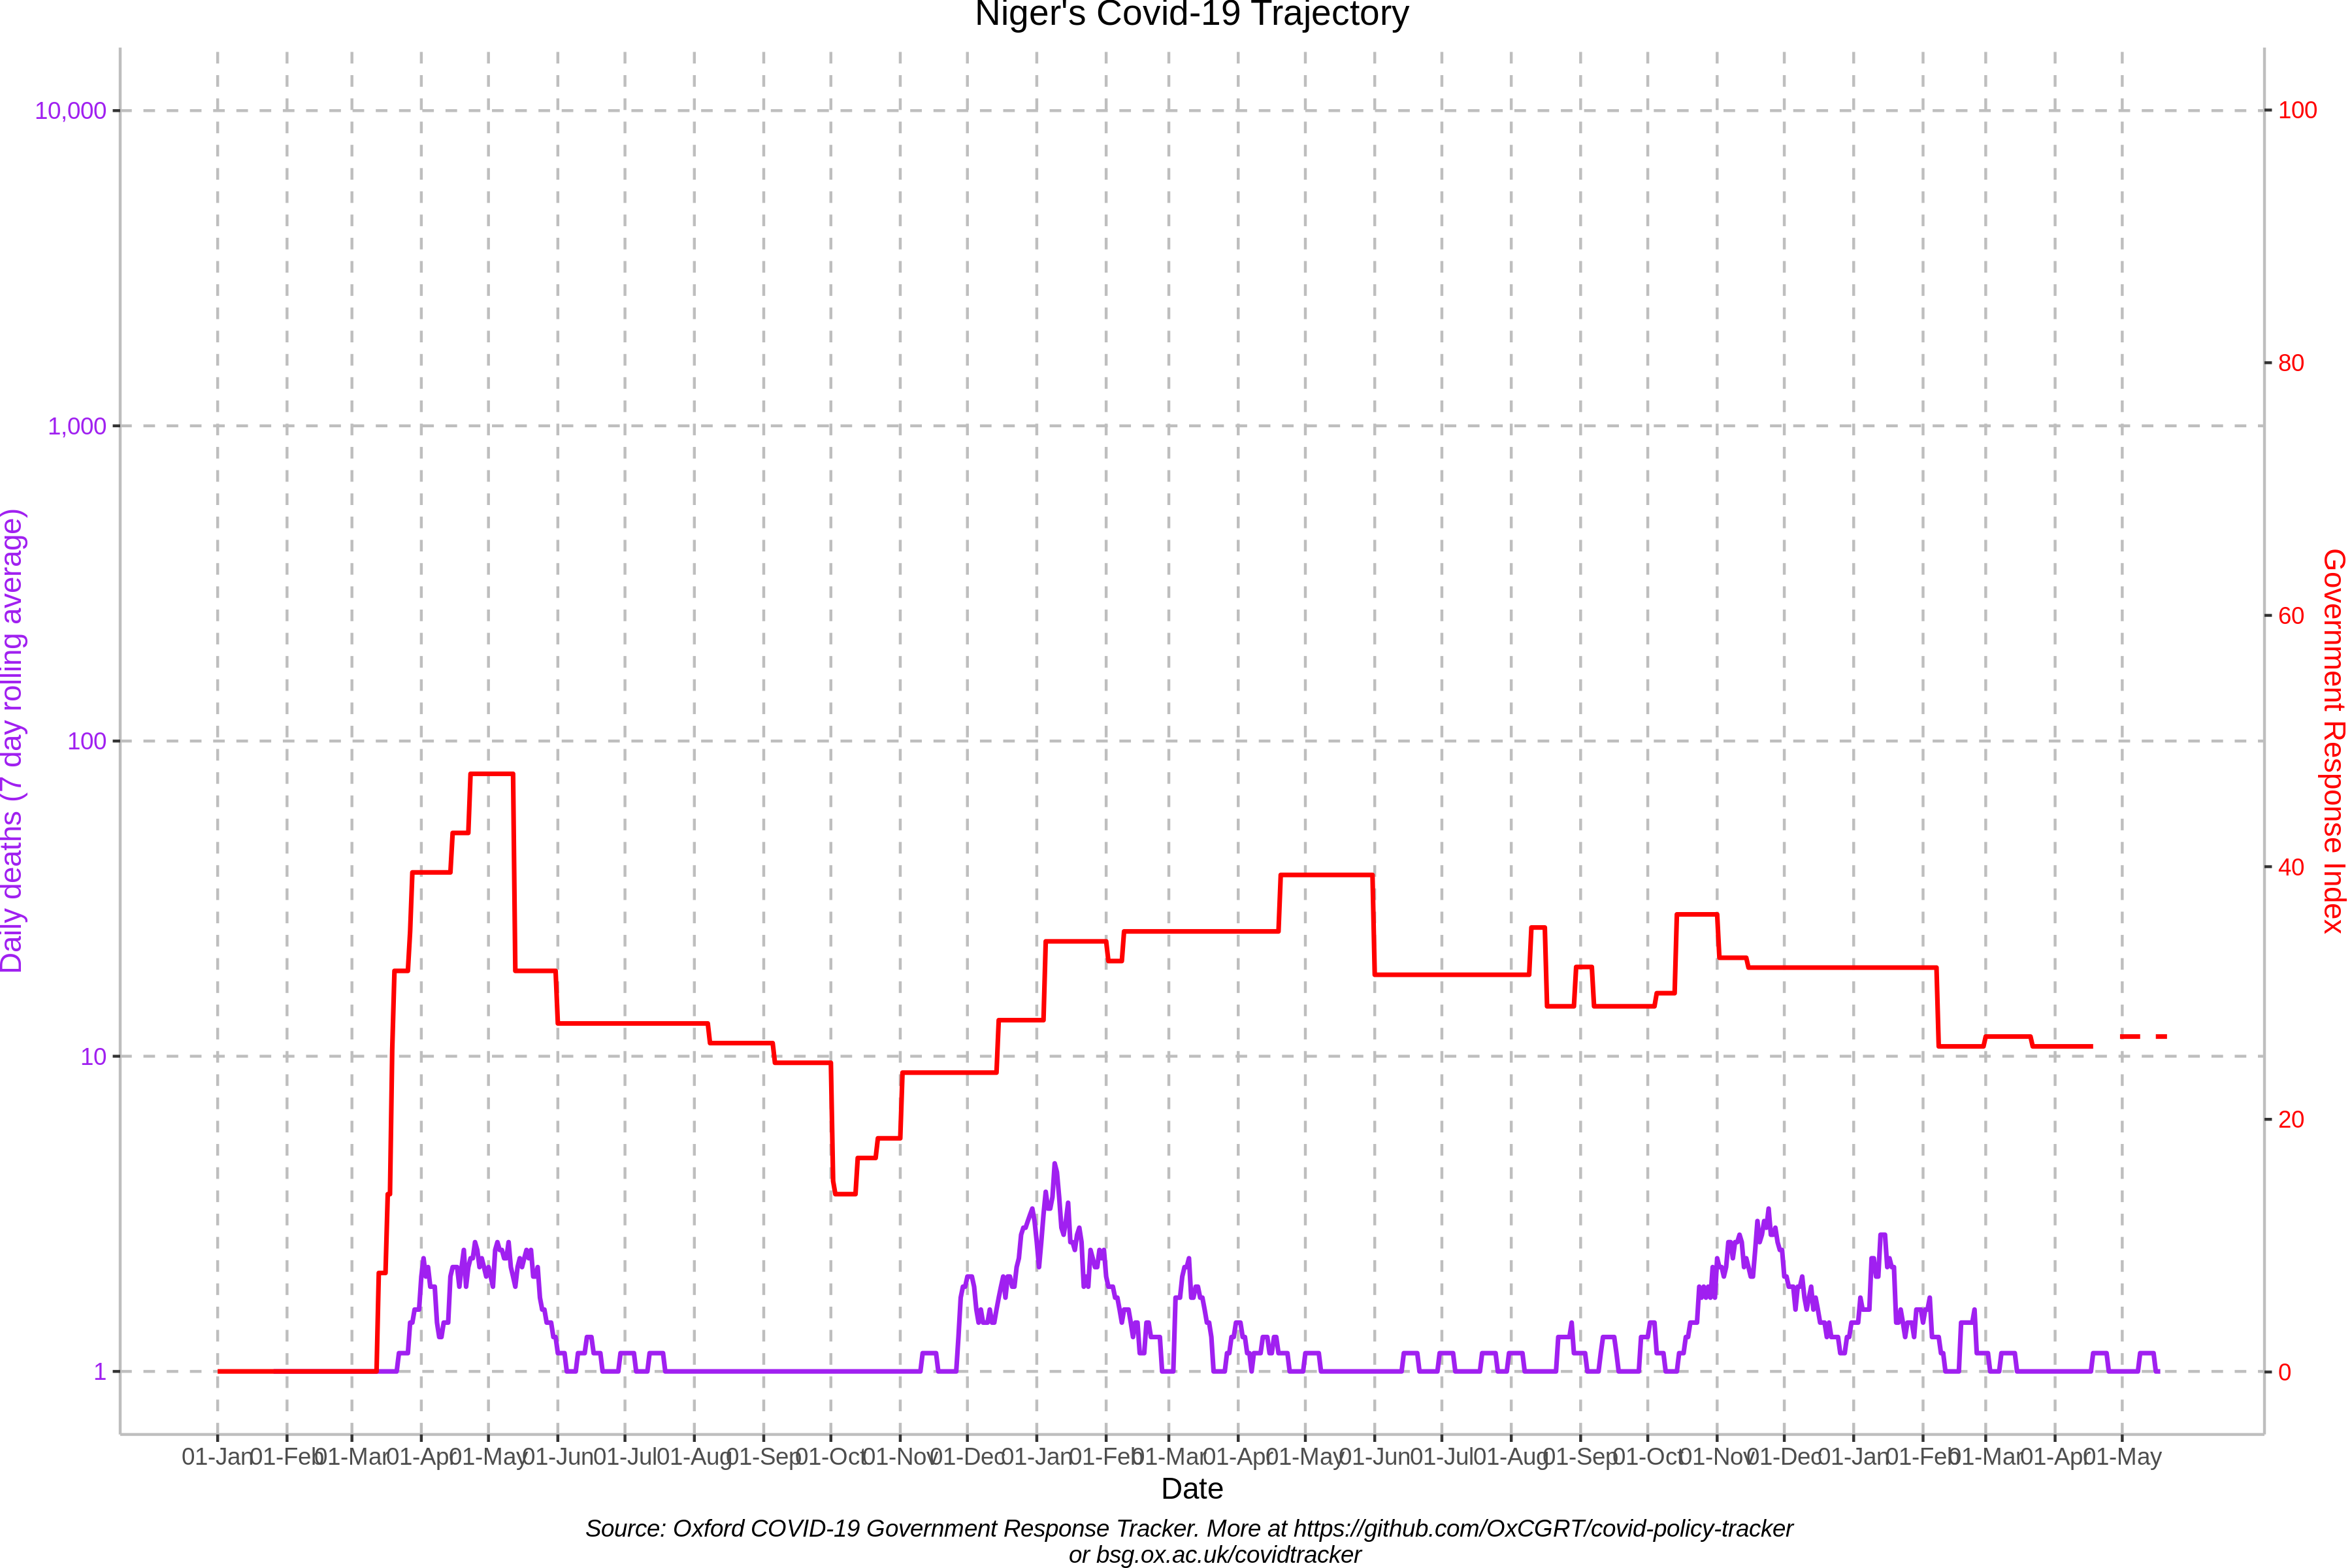 Niger's Covid-19 Trajectory
10,000
1,000
100
10
1
Daily deaths (7 day rolling average)
100
80
60
40
20
0
Government Response Index
01-Jan 01-Feb 01-Mar 01-Apr 01-May 01-Jun 01-Jul 01-Aug 01-Sep 01-Oct 01-Nov 01-Dec 01-Jan 01-Feb 01-Mar 01-Apr 01-May 01-Jun 01-Jul 01-Aug 01-Sep 01-Oct 01-Nov 01-Dec 01-Jan 01-Feb 01-Mar 01-Apr 01-May
Date
Source: Oxford COVID-19 Government Response Tracker. More at https://github.com/OxCGRT/covid-policy-tracker
or bsg.ox.ac.uk/covidtracker